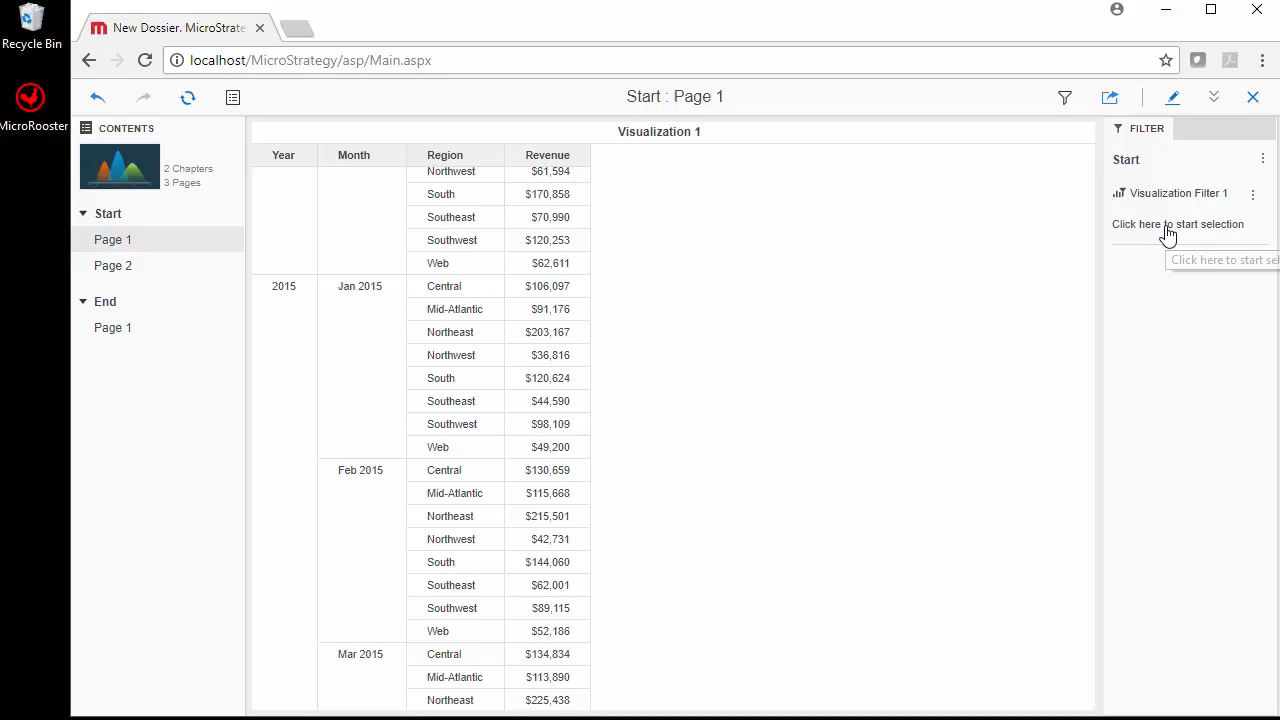 Recycle Bin
MicroRooster
New Dossier. MicroStrate
localhost/MicroStrategy/asp/Main.aspx
Start : Page 1
CONTENTS
2 Chapters
3 Pages
Start
Page 1
Page 2
End
Page 1
Visualization 1
Year Month Region Revenue
Northwest $61,594
South $170,858
Southeast $70,990
Southwest $120,253
Web $62,611
2015 Jan 2015 Central $106,097
Mid-Atlantic $91,176
Northeast $203,167
Northwest $36,816
South $120,624
Southeast $44,590
Southwest $98,109
Web $49,200
Feb 2015 Central $130,659
Mid-Atlantic $115,668
Northeast $215,501
Northwest $42,731
South $144,060
Southeast $62,001
Southwest $89,115
Web $52,186
Mar 2015 Central $134,834
Mid-Atlantic $113,890
Northeast $225,438
FILTER
Start
Visualization Filter 1
Click here to start selection
Click here to start sel